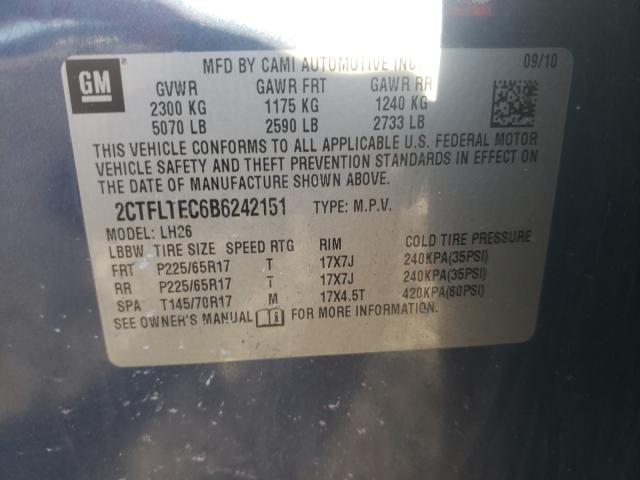 GM
MFD BY CAMI AUTOMOTIVE INC. 09/10
GVWR GAWR FRT GAWR RR
2300 KG 1175 KG 1240 KG
5070 LB 2590 LB 2733 LB
THIS VEHICLE CONFORMS TO ALL APPLICABLE U.S. FEDERAL MOTOR
VEHICLE SAFETY AND THEFT PREVENTION STANDARDS IN EFFECT ON
THE DATE OF MANUFACTURE SHOWN ABOVE.
2CTFLTEC6B6242151 TYPE: M.P.V.
MODEL: LH26
LBBW TIRE SIZE SPEED RTG RIM COLD TIRE PRESSURE
FRT P225/65R17 T 17X7J 240KPA(35PSI)
RR P225/65R17 T 17X7J 240KPA(35PSI)
SPA T145/70R17 M 17X4.5T 420KPA(60PSI)
SEE OWNER'S MANUAL FOR MORE INFORMATION.